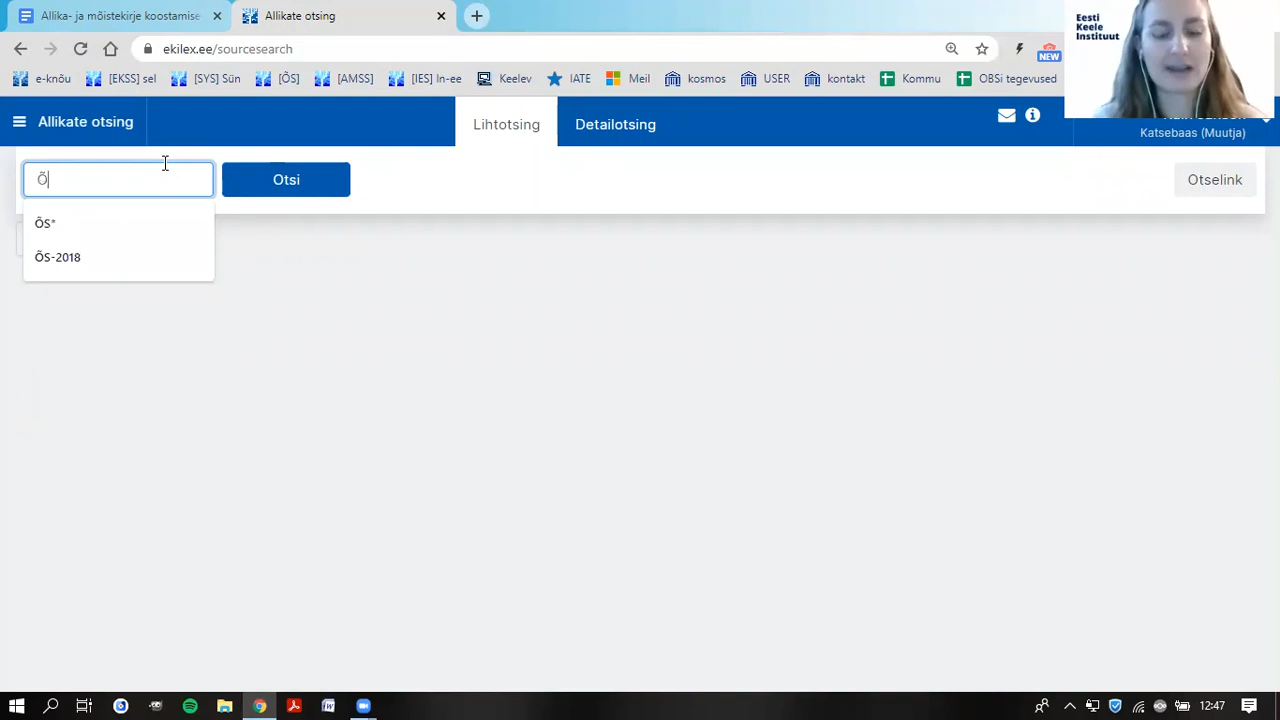 Allika- ja mõistekirje koostamise
Allikate otsing
ekilex.ee/sourcesearch
e-knõu
[EKSS] sel
[SYS] Sün
[ÕS]
[AMSS]
[IES] In-ee
Keelev
IATE
Meil
kosmos
USER
kontakt
Kommu
OBSi tegevused
NEW
Eesti
Keele
Instituut
Allikate otsing
Lihtotsing
Detailotsing
Katsebaas (Muutja)
Õ
Otsi
Otselink
ÕS*
ÕS-2018
12:47